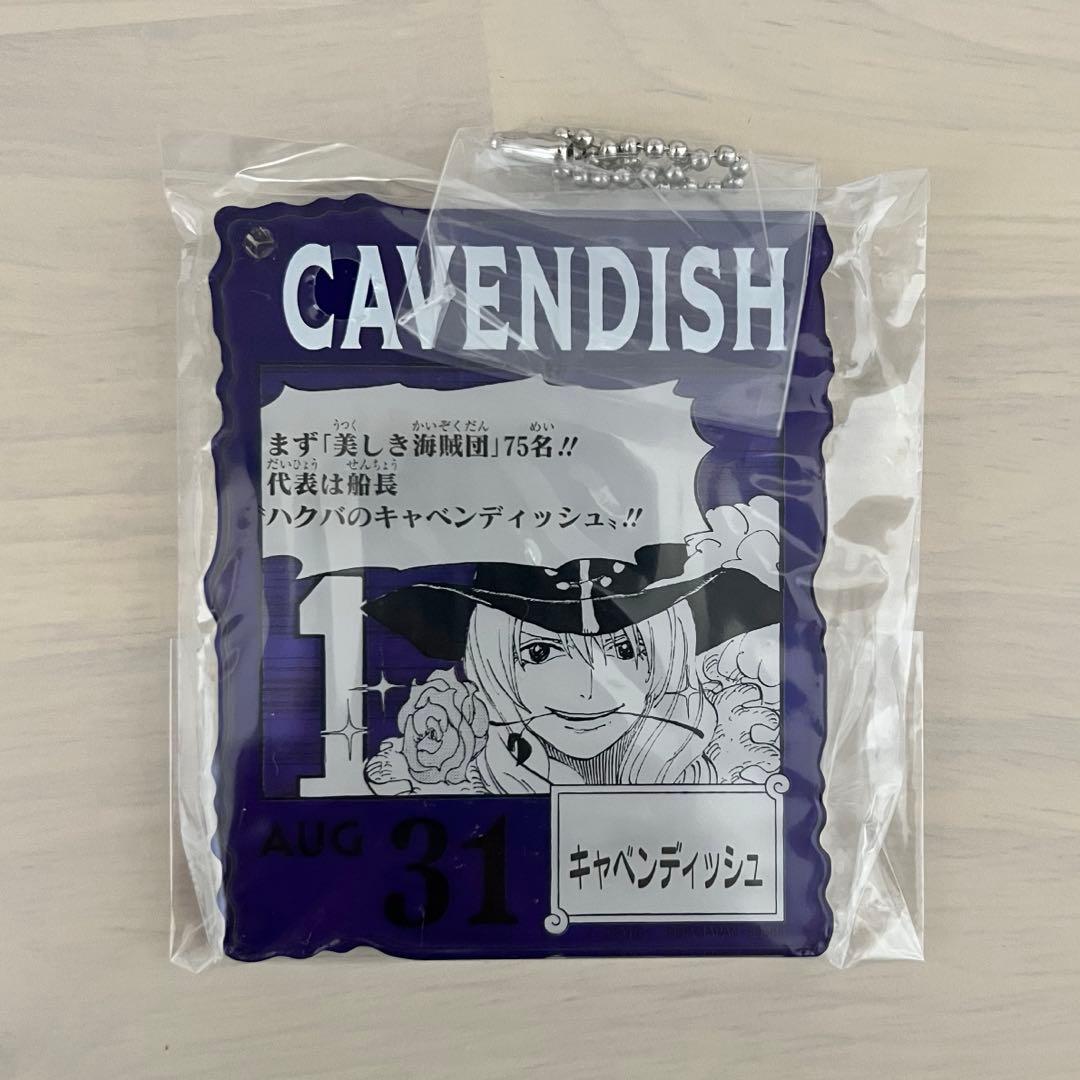 CAVENDISH
まず「美しき海賊団」75名!!
代表は船長
〝ハクバのキャベンディッシュ〟!!
1
AUG 31
キャベンディッシュ